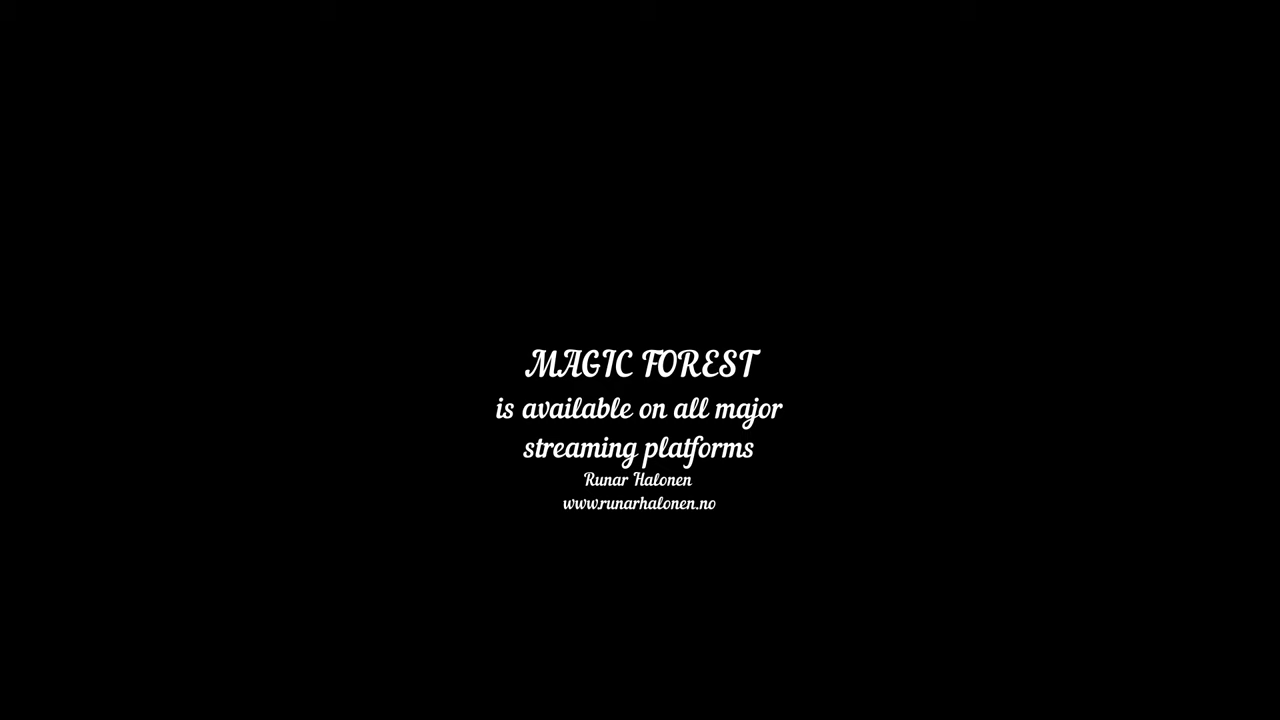 MAGIC FOREST
is available on all major
streaming platforms
Runar Halonen
www.runarhalonen.no